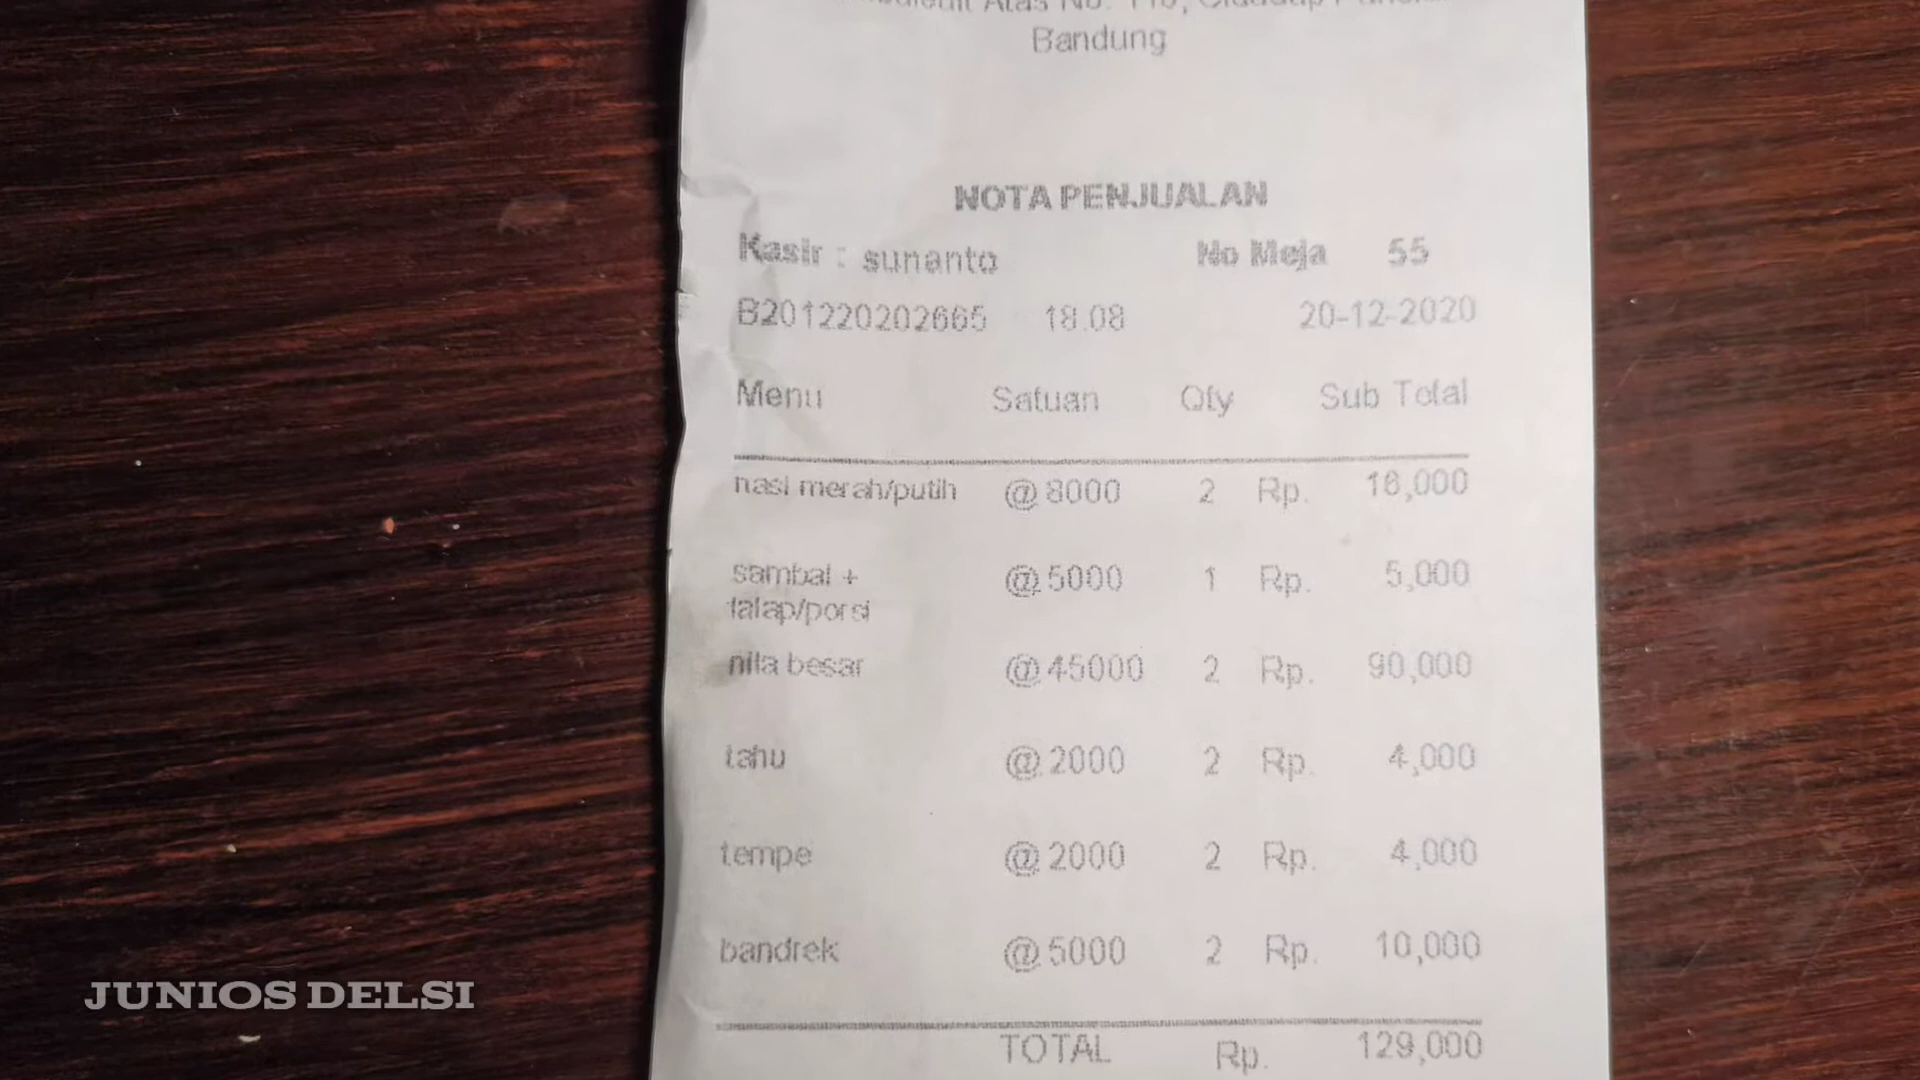 Atas No. 110,
Bandung
NOTA PENJUALAN
Kasir : sunanto No Meja 55
B201220202665 18.08 20-12-2020
Menu Satuan Qty Sub Total
nasi merah/putih @ 8000 2 Rp. 16,000
sambal + @ 5000 1 Rp. 5,000
lalap/porsi
nila besar @ 45000 2 Rp. 90,000
tahu @ 2000 2 Rp. 4,000
tempe @ 2000 2 Rp. 4,000
bandrek @ 5000 2 Rp. 10,000
TOTAL Rp. 129,000
JUNIOS DELSI